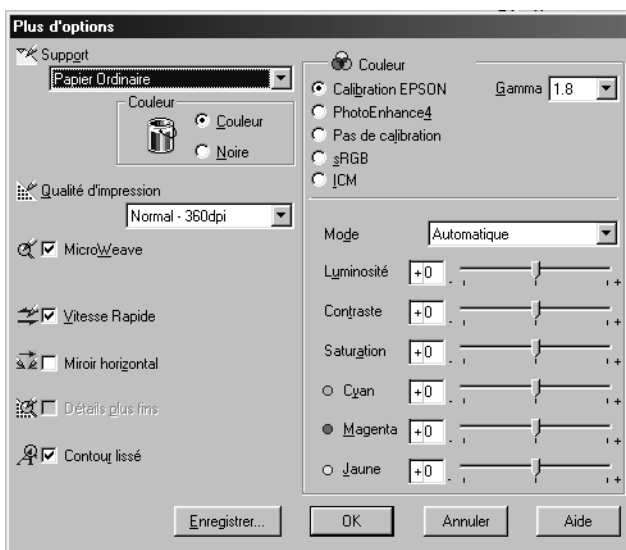 Plus d'options
Support
Papier Ordinaire
Couleur
Couleur
Noire
Qualité d'impression
Normal - 360dpi
MicroWeave
Vitesse Rapide
Miroir horizontal
Détails plus fins
Contour lissé
Couleur
Calibration EPSON
Gamma 1.8
PhotoEnhance4
Pas de calibration
sRGB
ICM
Mode Automatique
Luminosité +0 - +
Contraste +0 - +
Saturation +0 - +
Cyan +0 - +
Magenta +0 - +
Jaune +0 - +
Enregistrer... OK Annuler Aide